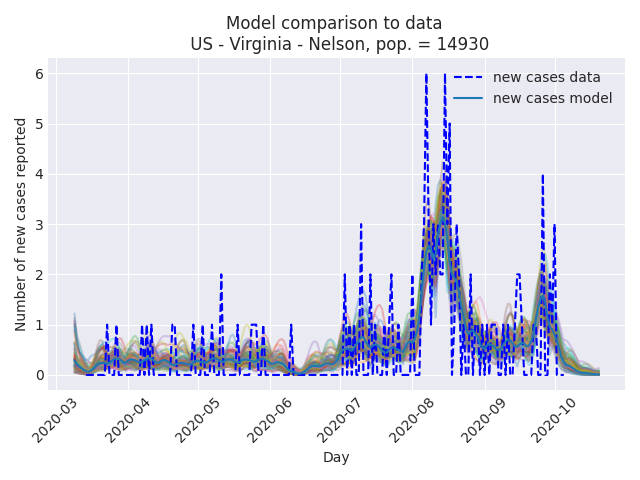 Model comparison to data
US - Virginia - Nelson, pop. = 14930
new cases data
new cases model
Number of new cases reported
6
5
4
3
2
1
0
2020-03
2020-04
2020-05
2020-06
2020-07
2020-08
2020-09
2020-10
Day